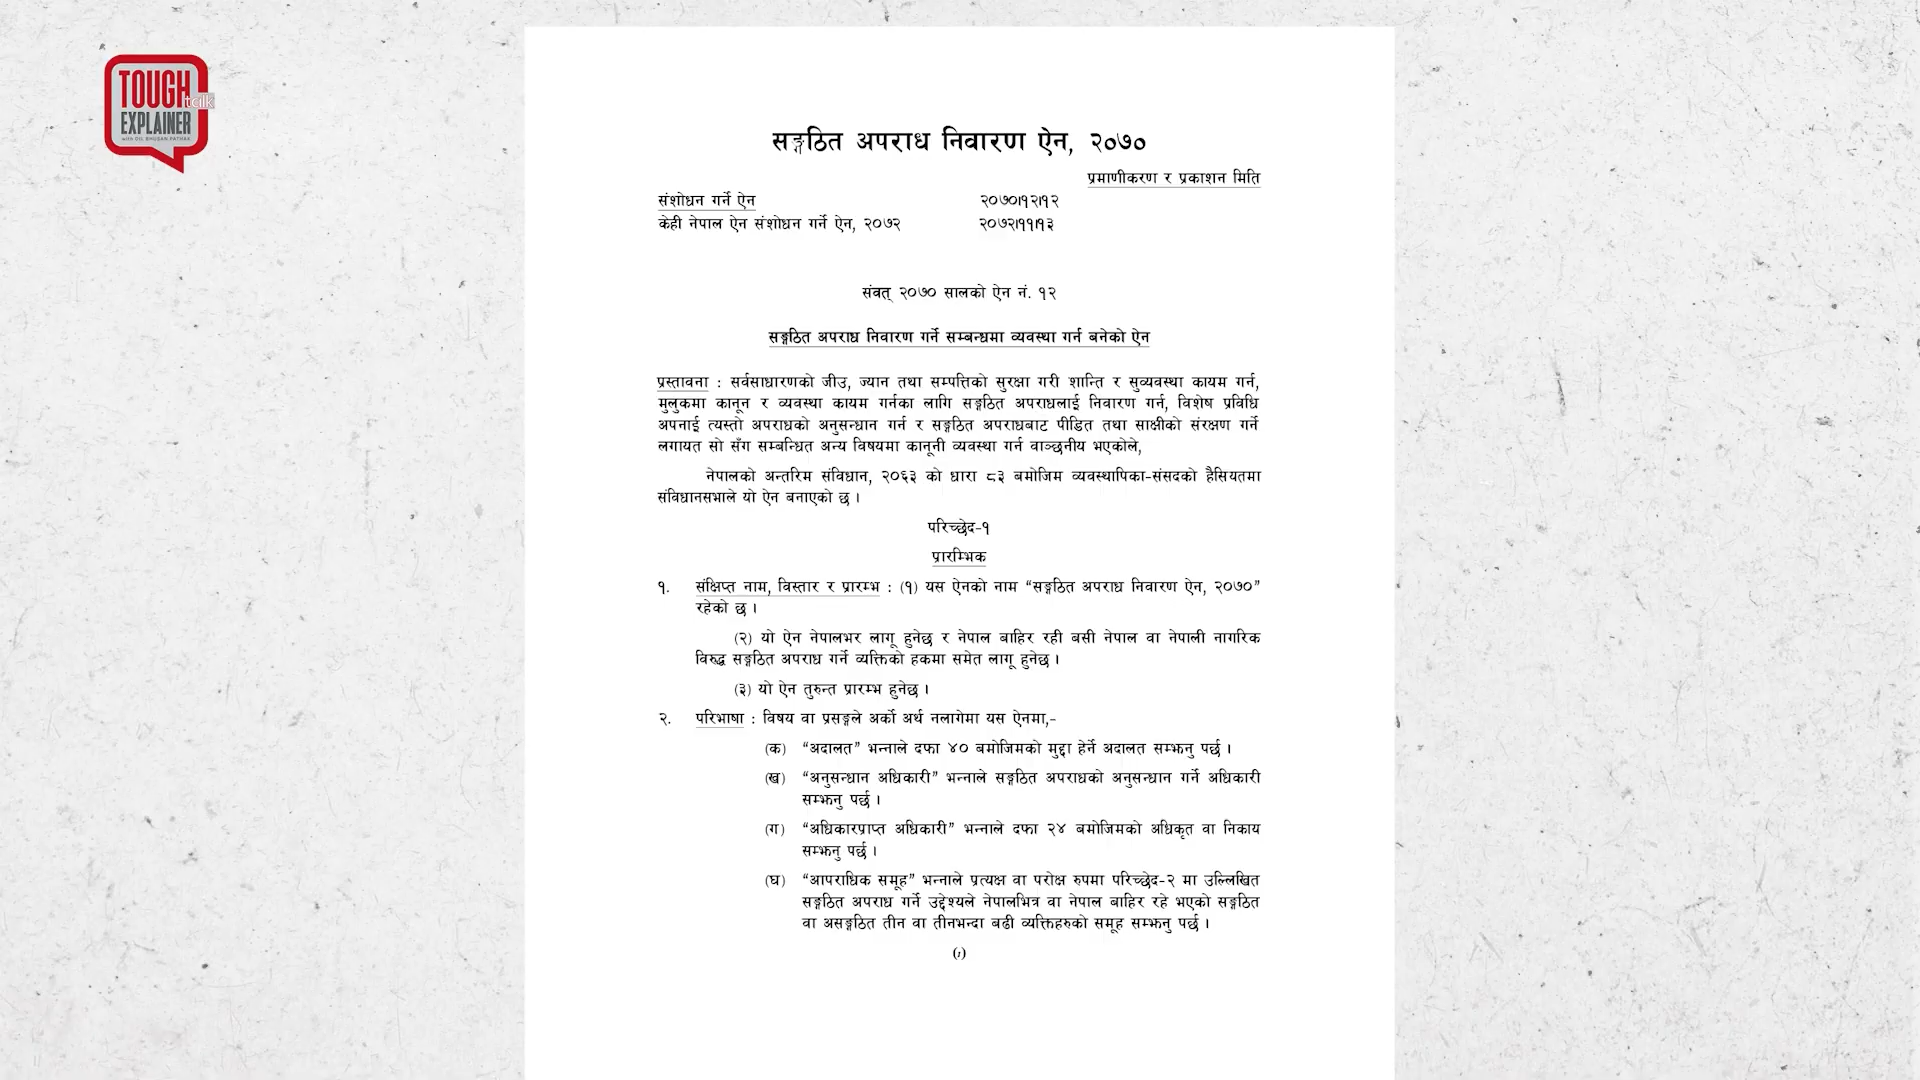 TOUGH
talk
EXPLAINER
with DIL BHUSAN PATHAK
सङ्गठित अपराध निवारण ऐन, २०७०
प्रमाणीकरण र प्रकाशन मिति
संशोधन गर्ने ऐन २०७०।१२।१२
केही नेपाल ऐन संशोधन गर्ने ऐन, २०७२ २०७२।११।१३
संवत् २०७० सालको ऐन नं. १२
सङ्गठित अपराध निवारण गर्ने सम्बन्धमा व्यवस्था गर्न बनेको ऐन
प्रस्तावना : सर्वसाधारणको जीउ, ज्यान तथा सम्पत्तिको सुरक्षा गरी शान्ति र सुव्यवस्था कायम गर्न,
मुलुकमा कानून र व्यवस्था कायम गर्नका लागि सङ्गठित अपराधलाई निवारण गर्न, विशेष प्रविधि
अपनाई त्यस्तो अपराधको अनुसन्धान गर्न र सङ्गठित अपराधबाट पीडित तथा साक्षीको संरक्षण गर्ने
लगायत सो सँग सम्बन्धित अन्य विषयमा कानूनी व्यवस्था गर्न वाञ्छनीय भएकोले,
नेपालको अन्तरिम संविधान, २०६३ को धारा ८३ बमोजिम व्यवस्थापिका-संसदको हैसियतमा
संविधानसभाले यो ऐन बनाएको छ ।
परिच्छेद-१
प्रारम्भिक
१. संक्षिप्त नाम, विस्तार र प्रारम्भ : (१) यस ऐनको नाम “सङ्गठित अपराध निवारण ऐन, २०७०”
रहेको छ ।
(२) यो ऐन नेपालभर लागू हुनेछ र नेपाल बाहिर रही बसी नेपाल वा नेपाली नागरिक
विरुद्ध सङ्गठित अपराध गर्ने व्यक्तिको हकमा समेत लागू हुनेछ ।
(३) यो ऐन तुरुन्त प्रारम्भ हुनेछ ।
२. परिभाषा : विषय वा प्रसङ्गले अर्को अर्थ नलागेमा यस ऐनमा,-
(क) “अदालत” भन्नाले दफा ४० बमोजिमको मुद्दा हेर्ने अदालत सम्झनु पर्छ ।
(ख) “अनुसन्धान अधिकारी” भन्नाले सङ्गठित अपराधको अनुसन्धान गर्ने अधिकारी
सम्झनु पर्छ ।
(ग) “अधिकारप्राप्त अधिकारी” भन्नाले दफा २४ बमोजिमको अधिकृत वा निकाय
सम्झनु पर्छ ।
(घ) “आपराधिक समूह” भन्नाले प्रत्यक्ष वा परोक्ष रुपमा परिच्छेद-२ मा उल्लिखित
सङ्गठित अपराध गर्ने उद्देश्यले नेपालभित्र वा नेपाल बाहिर रहे भएको सङ्गठित
वा असङ्गठित तीन वा तीनभन्दा बढी व्यक्तिहरुको समूह सम्झनु पर्छ ।
(1)